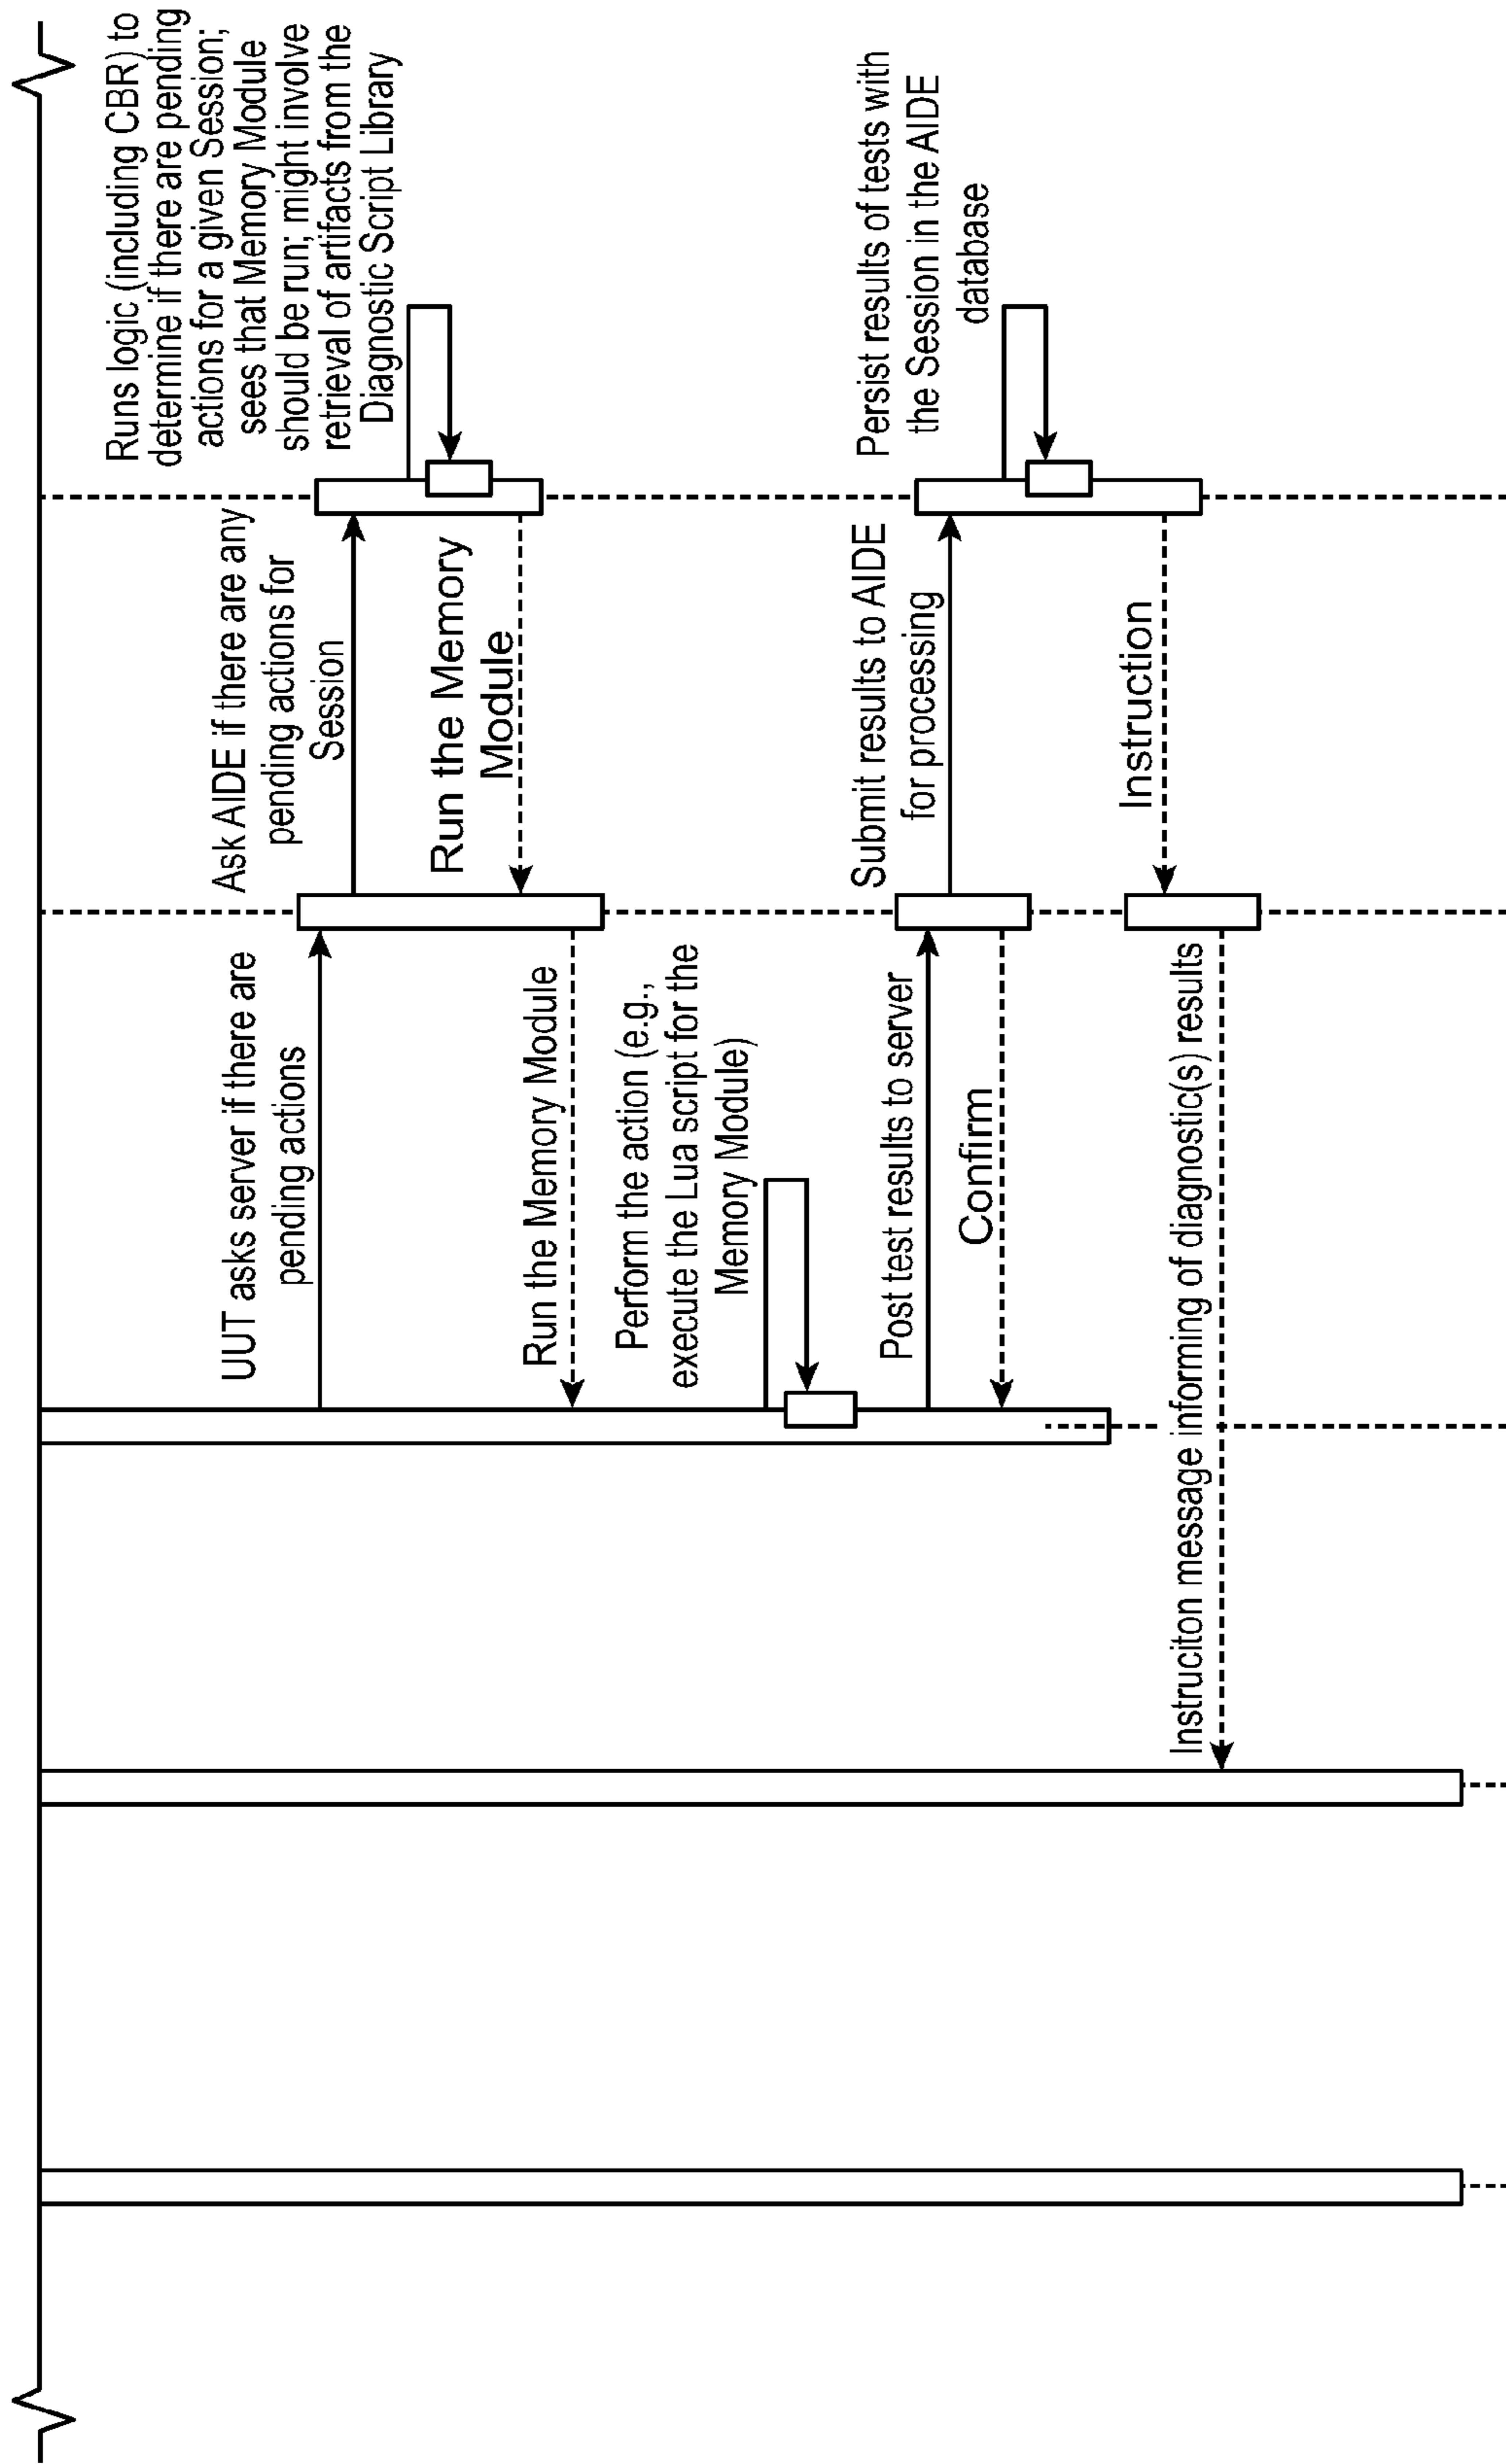 Runs logic (including CBR) to
determine if there are pending
actions for a given Session;
sees that Memory Module
should be run; might involve
retrieval of artifacts from the
Diagnostic Script Library
Ask AIDE if there are any
pending actions for
Session
UUT asks server if there are
pending actions
Run the Memory
Module
Run the Memory Module
Perform the action (e.g.,
execute the Lua script for the
Memory Module)
Persist results of tests with
the Session in the AIDE
database
Submit results to AIDE
for processing
Post test results to server
Confirm
Instruction
Instruciton message informing of diagnostic(s) results